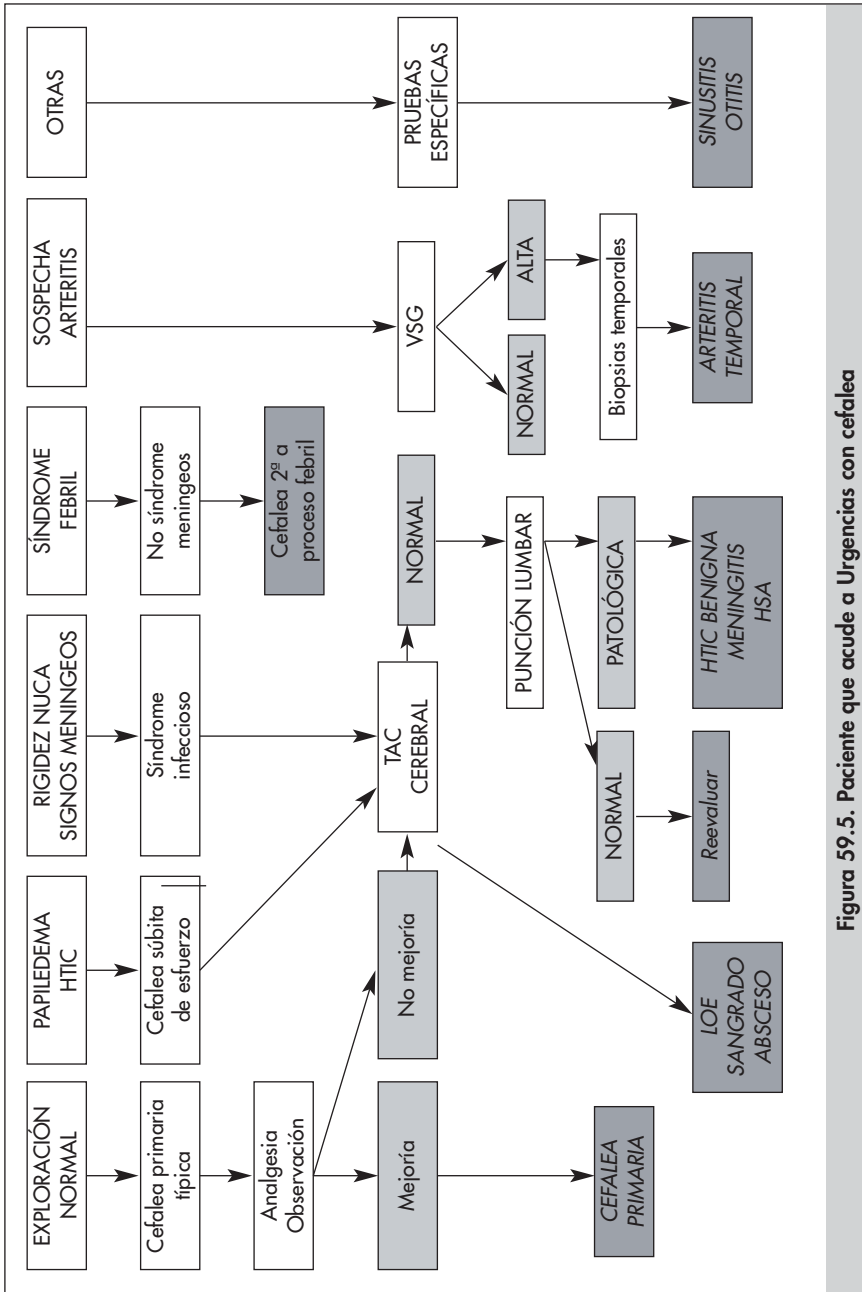 EXPLORACIÓN
NORMAL
PAPILEDEMA
HTIC
RIGIDEZ NUCA
SIGNOS MENINGEOS
SÍNDROME
FEBRIL
SOSPECHA
ARTERITIS
OTRAS
Cefalea primaria
típica
Cefalea súbita
de esfuerzo
Síndrome
infeccioso
No síndrome
meníngeos
Analgesia
Observación
Cefalea 2ª a
proceso febril
Mejoría
No mejoría
TAC
CEREBRAL
NORMAL
VSG
PRUEBAS
ESPECÍFICAS
PUNCIÓN LUMBAR
NORMAL
ALTA
NORMAL
PATOLÓGICA
Biopsias temporales
CEFALEA
PRIMARIA
LOE
SANGRADO
ABSCESO
Reevaluar
HTIC BENIGNA
MENINGITIS
HSA
ARTERITIS
TEMPORAL
SINUSITIS
OTITIS
Figura 59.5. Paciente que acude a Urgencias con cefalea